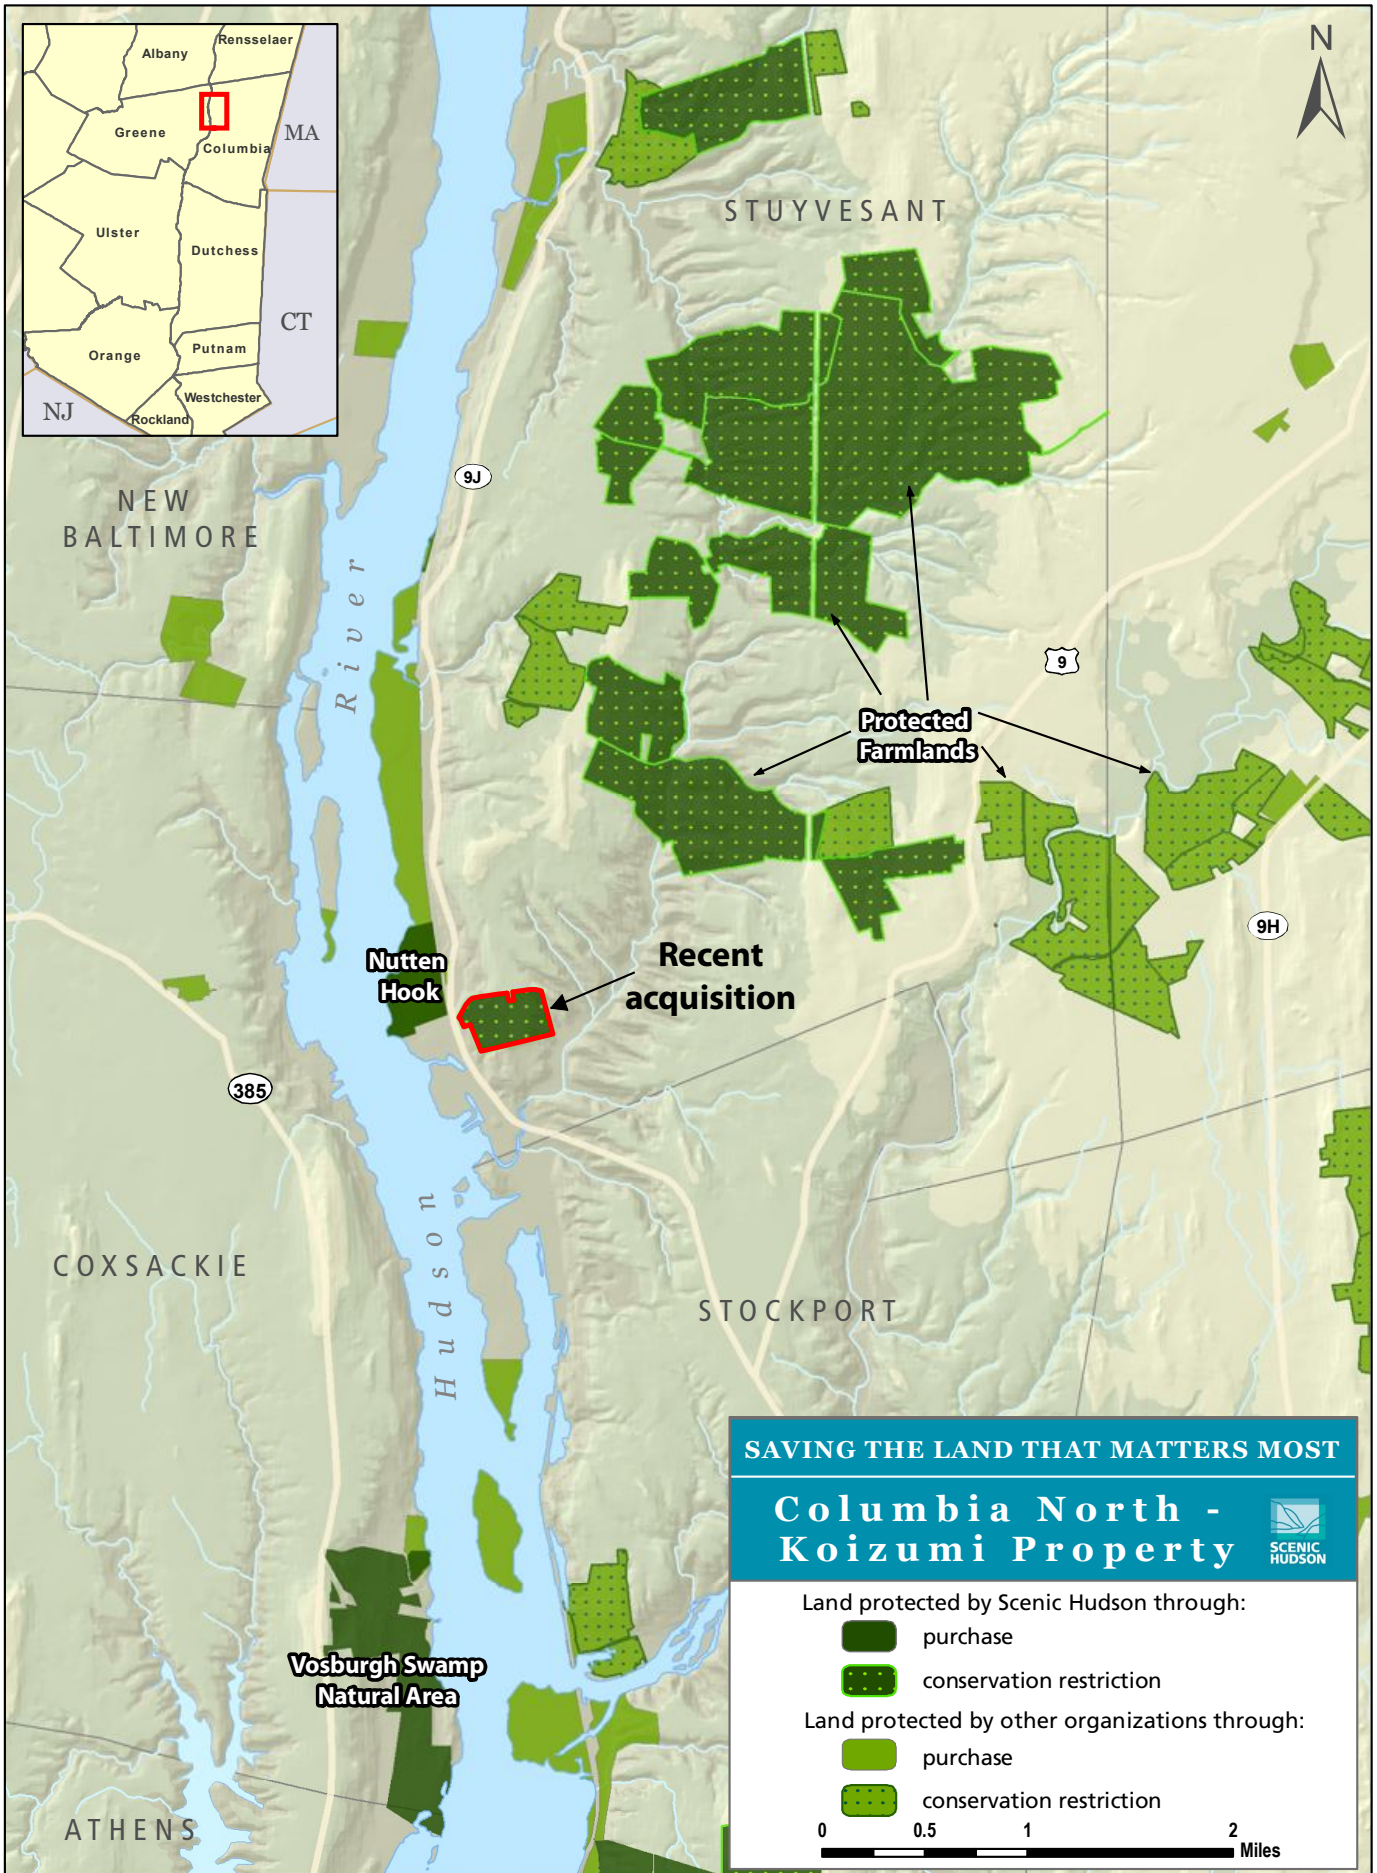 Albany
Rensselaer
Greene
Columbia
MA
Ulster
Dutchess
CT
Orange
Putnam
Westchester
Rockland
NJ
N
STUYVESANT
9J
NEW
BALTIMORE
River
9
Protected
Farmlands
9H
Nutten
Hook
Recent
acquisition
385
Hudson
COXSACKIE
STOCKPORT
Vosburgh Swamp
Natural Area
ATHENS
SAVING THE LAND THAT MATTERS MOST
Columbia North -
Koizumi Property
SCENIC
HUDSON
Land protected by Scenic Hudson through:
purchase
conservation restriction
Land protected by other organizations through:
purchase
conservation restriction
0 0.5 1 2
Miles